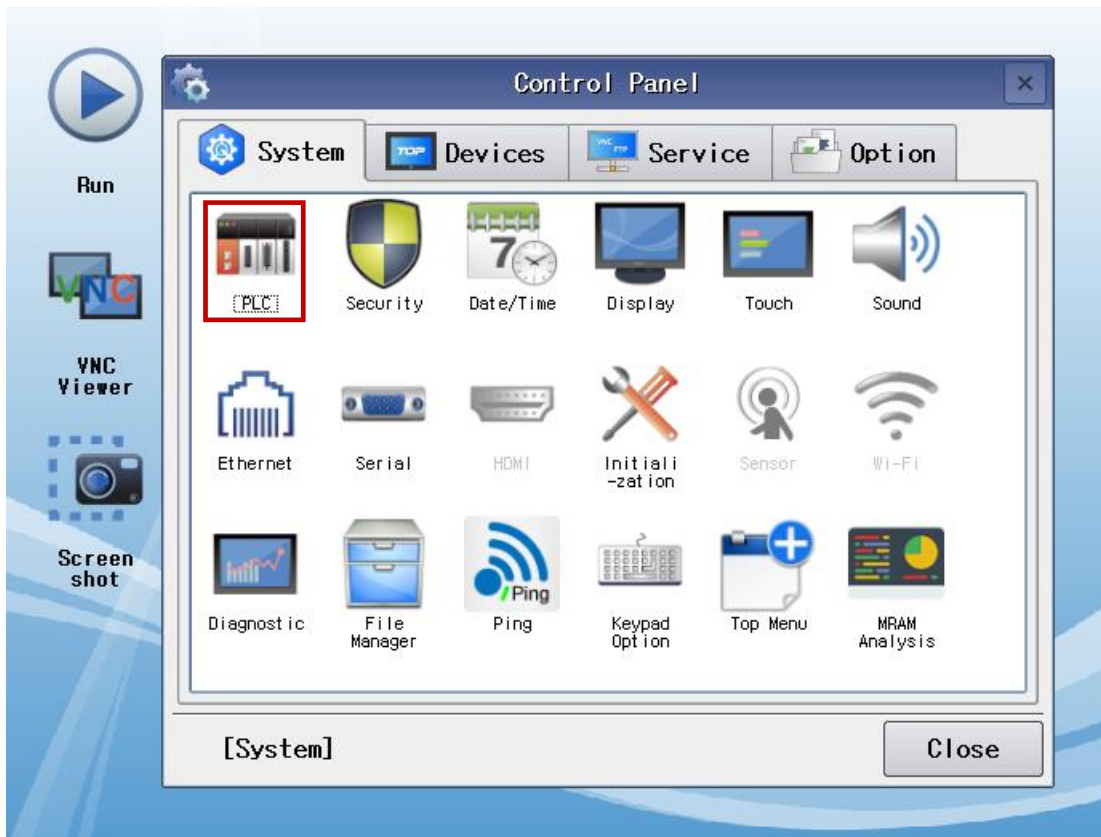 Control Panel
System
Devices
Service
Option
Run
VNC
VNC
Viewer
Screen
shot
PLC
Security
7
Date/Time
Display
Touch
Sound
Ethernet
Serial
HDMI
Initiali
-zation
Sensor
Wi-Fi
Diagnostic
File
Manager
Ping
Ping
Keypad
Option
Top Menu
MRAM
Analysis
[System]
Close
TOP
VNC
FTP